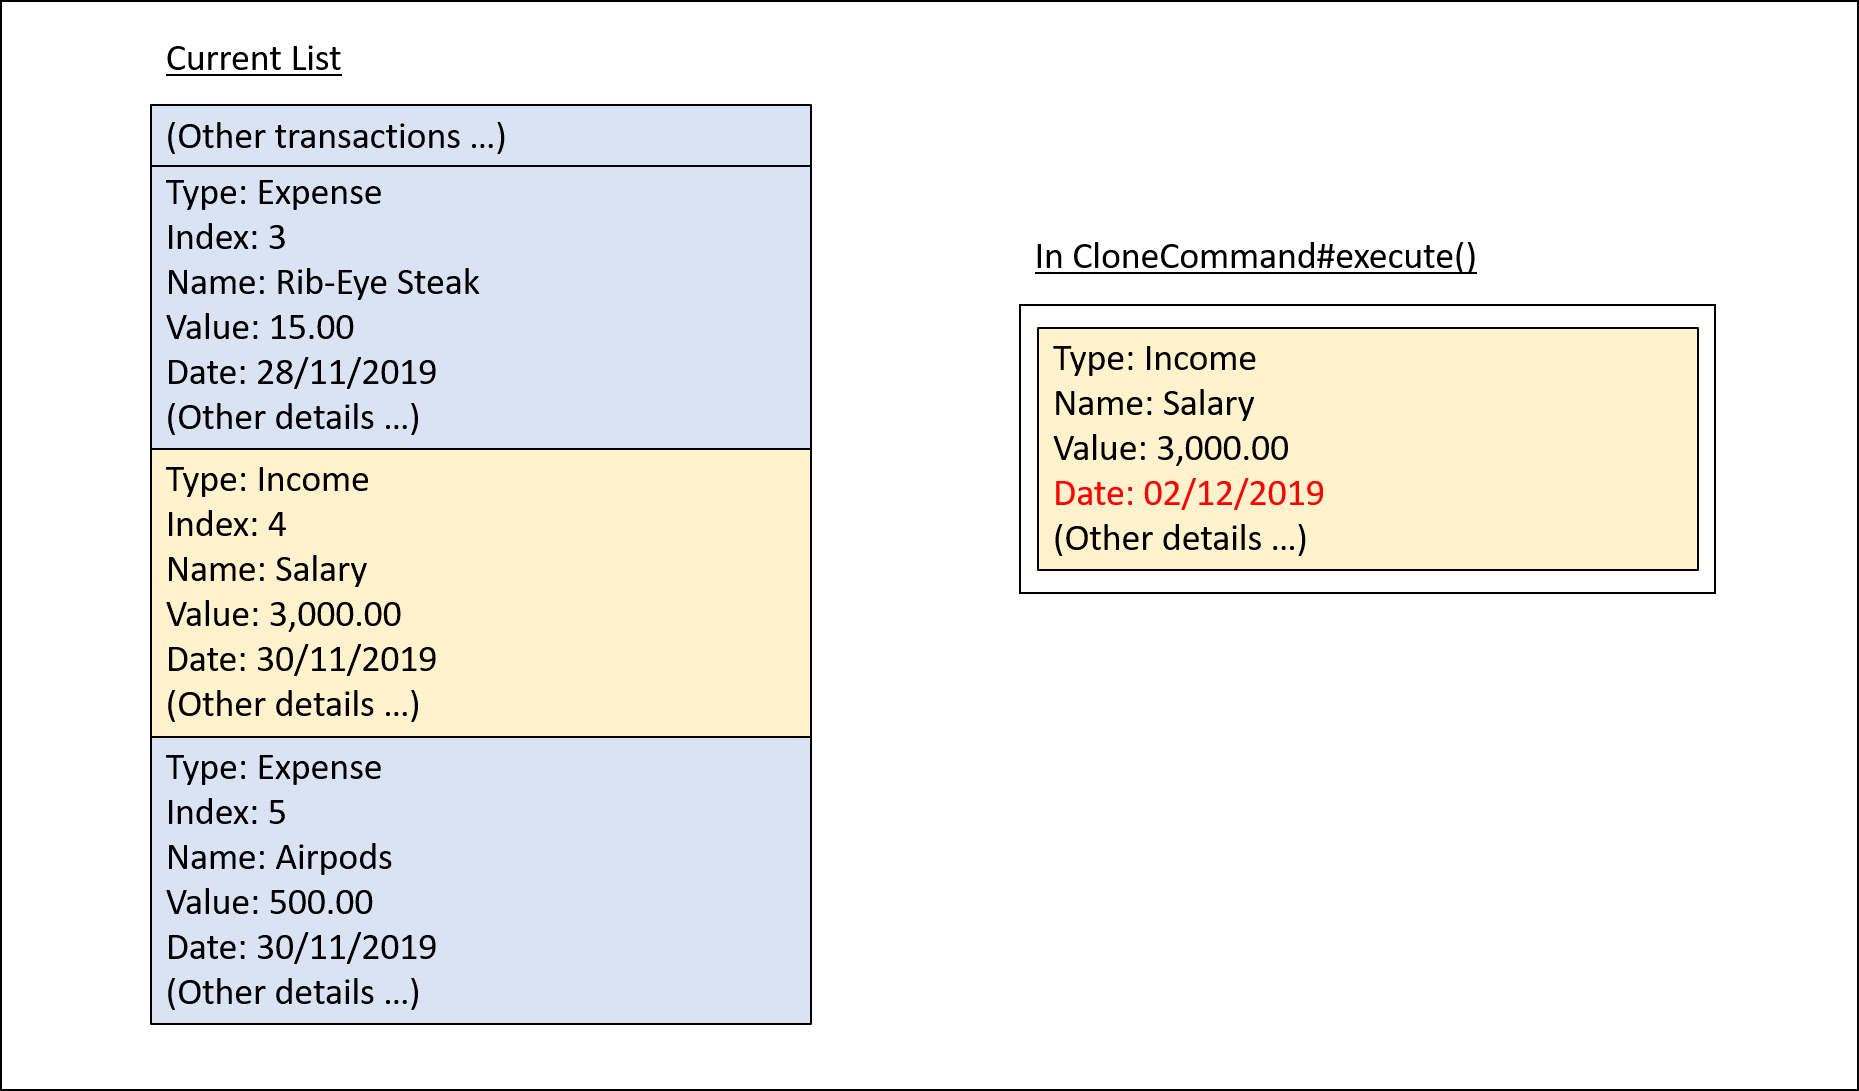 Current List
(Other transactions ...)
Type: Expense
Index: 3
Name: Rib-Eye Steak
Value: 15.00
Date: 28/11/2019
(Other details ...)
Type: Income
Index: 4
Name: Salary
Value: 3,000.00
Date: 30/11/2019
(Other details ...)
Type: Expense
Index: 5
Name: Airpods
Value: 500.00
Date: 30/11/2019
(Other details ...)
In CloneCommand#execute()
Type: Income
Name: Salary
Value: 3,000.00
Date: 02/12/2019
(Other details ...)